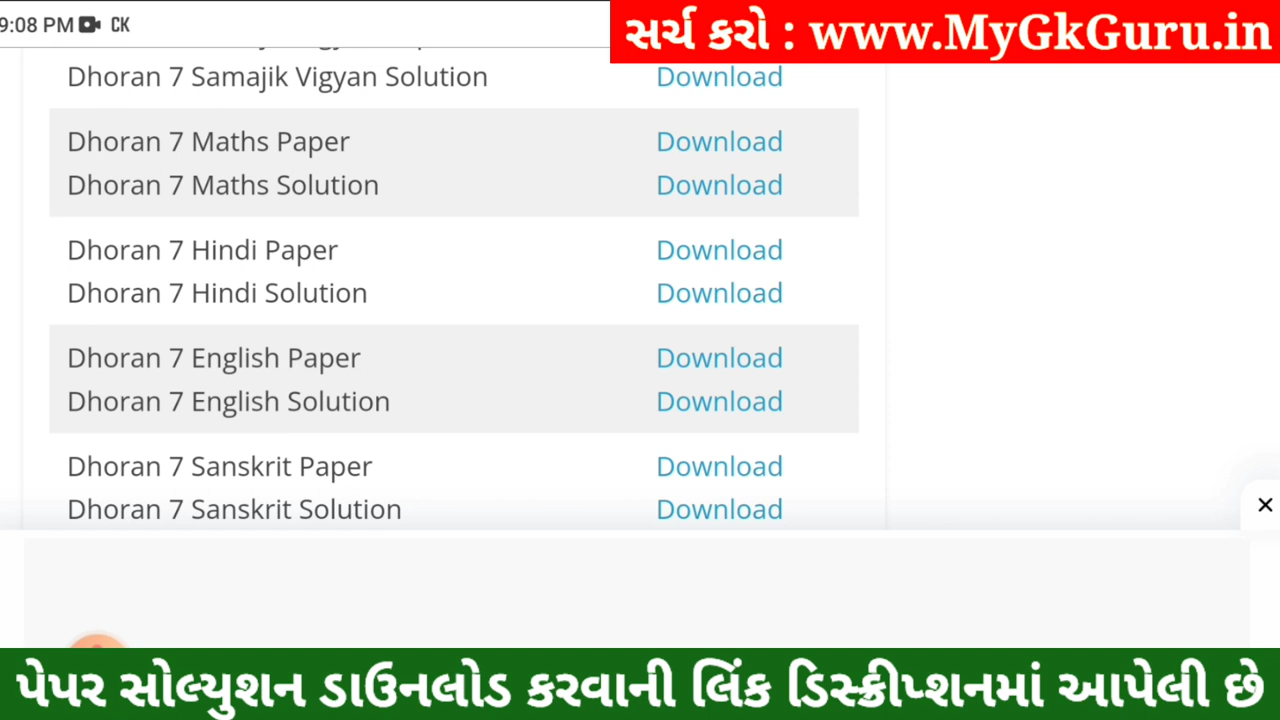 9:08 PM CK
સર્ચ કરો : www.MyGkGuru.in
Dhoran 7 Samajik Vigyan Solution Download
Dhoran 7 Maths Paper Download
Dhoran 7 Maths Solution Download
Dhoran 7 Hindi Paper Download
Dhoran 7 Hindi Solution Download
Dhoran 7 English Paper Download
Dhoran 7 English Solution Download
Dhoran 7 Sanskrit Paper Download
Dhoran 7 Sanskrit Solution Download
પેપર સોલ્યુશન ડાઉનલોડ કરવાની લિંક ડિસ્ક્રીપ્શનમાં આપેલી છે